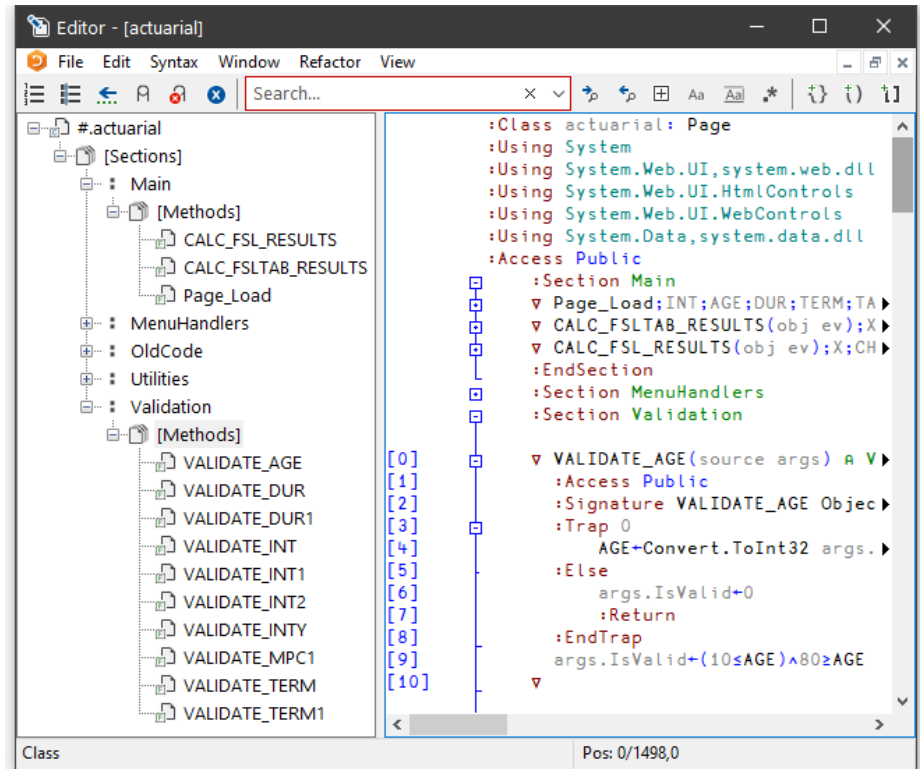 Editor - [actuarial]
File Edit Syntax Window Refactor View
Search...
Aa Aa .* {} () []
#.actuarial
[Sections]
Main
[Methods]
CALC_FSL_RESULTS
CALC_FSLTAB_RESULTS
Page_Load
MenuHandlers
OldCode
Utilities
Validation
[Methods]
VALIDATE_AGE
VALIDATE_DUR
VALIDATE_DUR1
VALIDATE_INT
VALIDATE_INT1
VALIDATE_INT2
VALIDATE_INTY
VALIDATE_MPC1
VALIDATE_TERM
VALIDATE_TERM1
:Class actuarial: Page
:Using System
:Using System.Web.UI,system.web.dll
:Using System.Web.UI.HtmlControls
:Using System.Web.UI.WebControls
:Using System.Data,system.data.dll
:Access Public
:Section Main
∇ Page_Load;INT;AGE;DUR;TERM;TA
∇ CALC_FSLTAB_RESULTS(obj ev);X
∇ CALC_FSL_RESULTS(obj ev);X;CH
:EndSection
:Section MenuHandlers
:Section Validation
[0] ∇ VALIDATE_AGE(source args) ⍝ V
[1] :Access Public
[2] :Signature VALIDATE_AGE Objec
[3] :Trap 0
[4] AGE←Convert.ToInt32 args.
[5] :Else
[6] args.IsValid←0
[7] :Return
[8] :EndTrap
[9] args.IsValid←(10≤AGE)∧80≥AGE
[10] ∇
Class
Pos: 0/1498,0